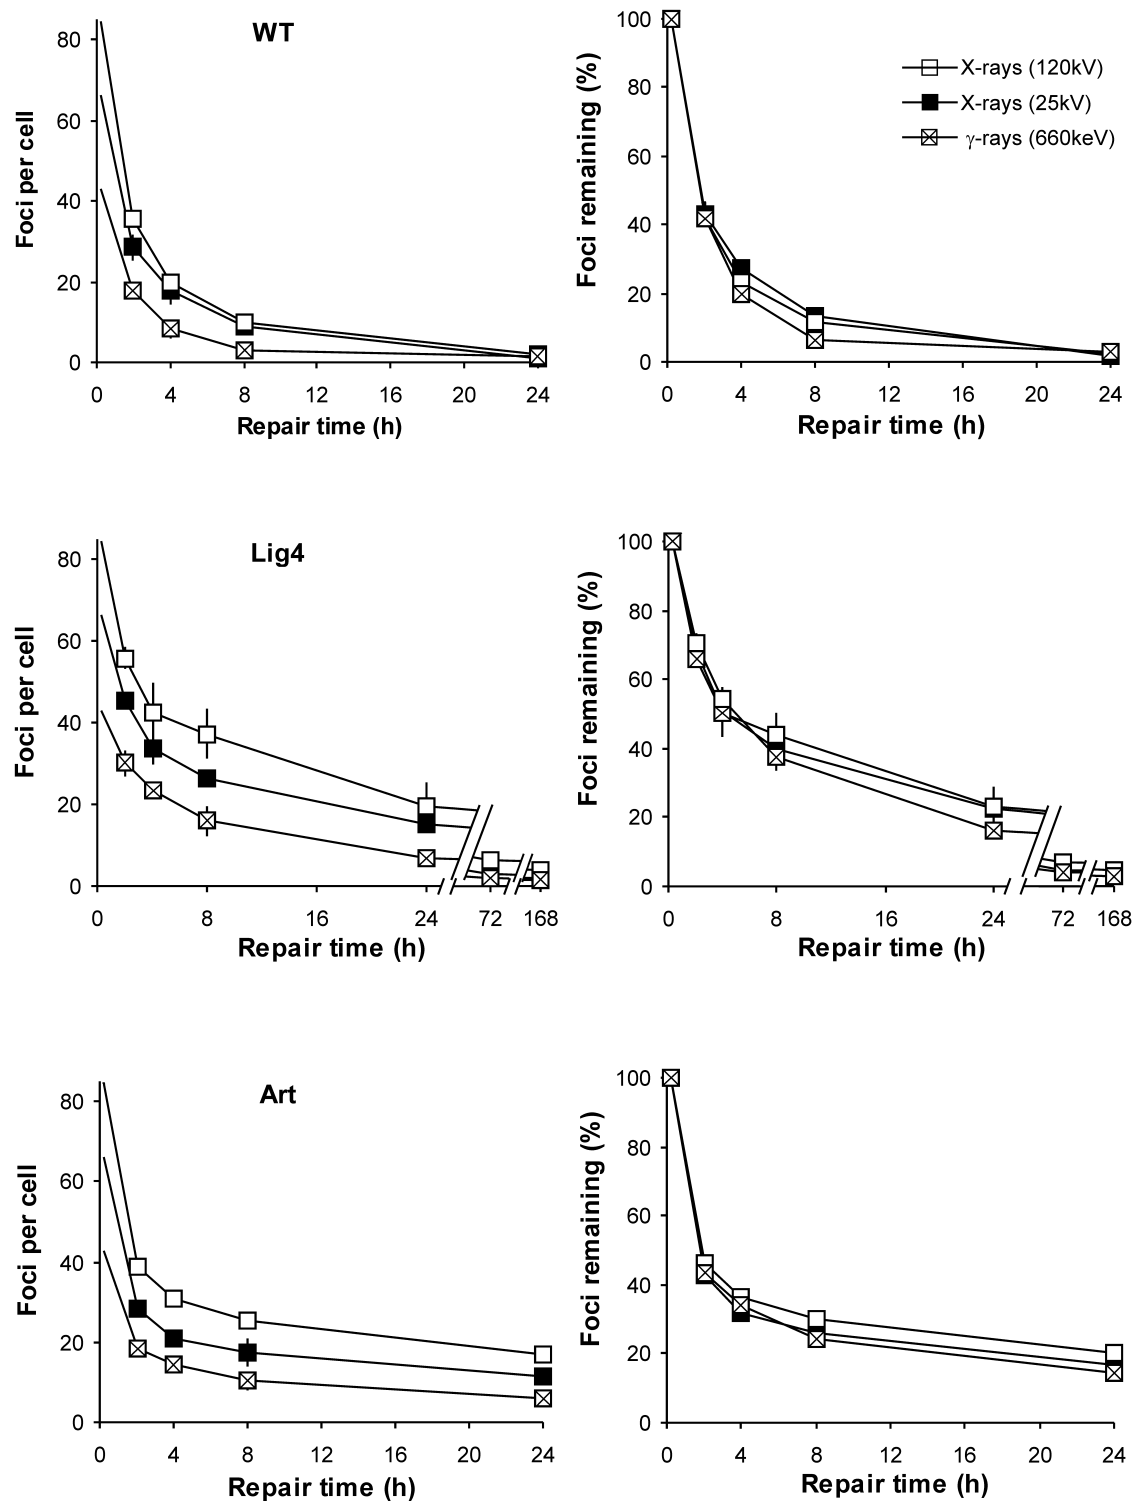 WT
Foci per cell
80
60
40
20
0
0 4 8 12 16 20 24
Repair time (h)
Foci remaining (%)
100
80
60
40
20
0
X-rays (120kV)
X-rays (25kV)
γ-rays (660keV)
0 4 8 12 16 20 24
Repair time (h)
Lig4
Foci per cell
80
60
40
20
0
0 8 16 24 72 168
Repair time (h)
Foci remaining (%)
100
80
60
40
20
0
0 8 16 24 72 168
Repair time (h)
Art
Foci per cell
80
60
40
20
0
0 4 8 12 16 20 24
Repair time (h)
Foci remaining (%)
100
80
60
40
20
0
0 4 8 12 16 20 24
Repair time (h)